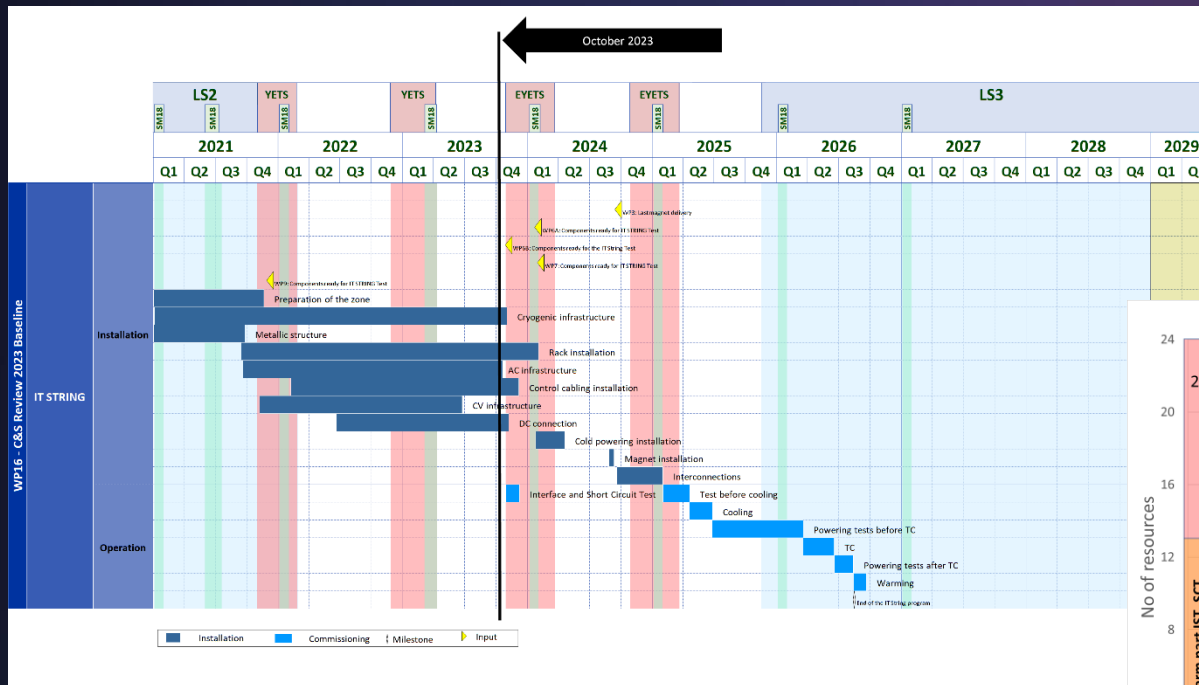 October 2023
LS2 YETS YETS EYETS EYETS LS3
SM18 SM18 SM18 SM18 SM18 SM18 SM18 SM18
2021 2022 2023 2024 2025 2026 2027 2028 2029
Q1 Q2 Q3 Q4 Q1 Q2 Q3 Q4 Q1 Q2 Q3 Q4 Q1 Q2 Q3 Q4 Q1 Q2 Q3 Q4 Q1 Q2 Q3 Q4 Q1 Q2 Q3 Q4 Q1 Q2 Q3 Q4 Q1
WP16 - C&S Review 2023 Baseline
IT STRING
Installation
WP3: Last magnet delivery
WP6A: Components ready for IT STRING Test
WP6B: Components ready for the IT String Test
WP7: Components ready for IT STRING Test
WP9: Components ready for IT STRING Test
Preparation of the zone
Cryogenic infrastructure
Metallic structure
Rack installation
AC infrastructure
Control cabling installation
CV infrastructure
DC connection
Cold powering installation
Magnet installation
Interconnections
Operation
Interface and Short Circuit Test Test before cooling
Cooling
Powering tests before TC
TC
Powering tests after TC
Warming
End of the IT String program
Installation Commissioning Milestone Input
No of resources
24
20
16
12
8
2
part IST, SCT